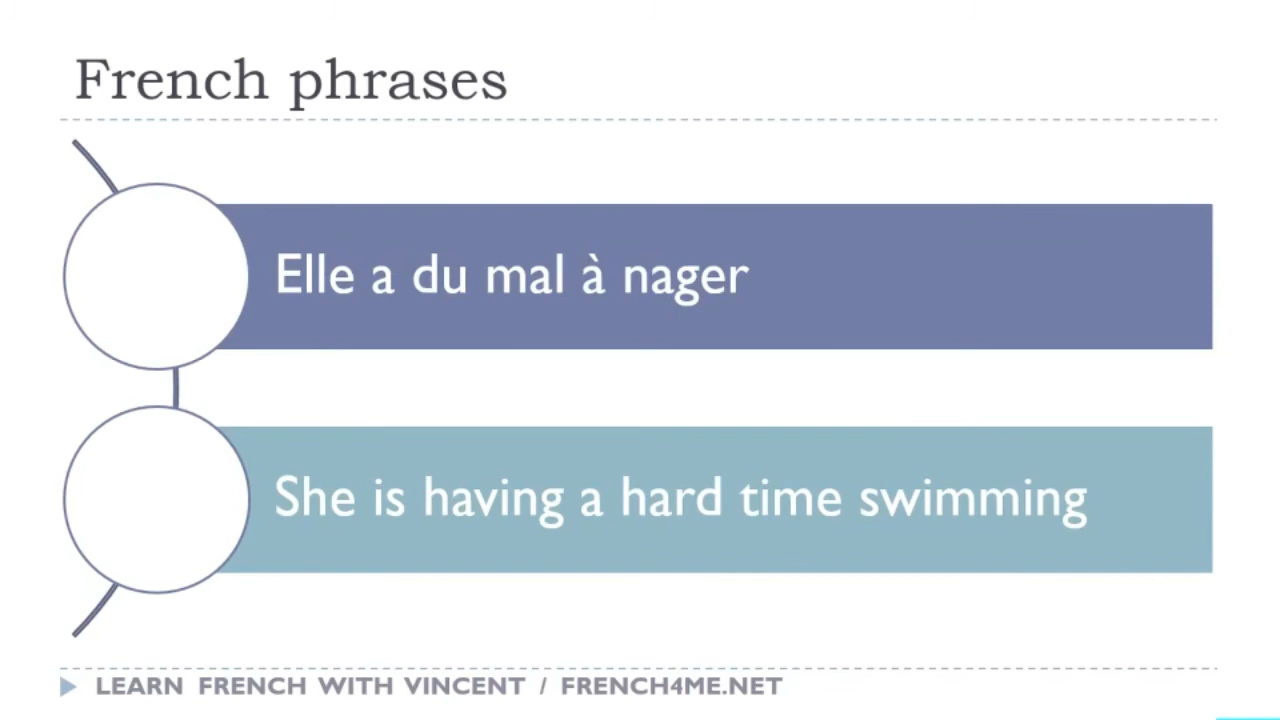 French phrases
Elle a du mal à nager
She is having a hard time swimming
LEARN FRENCH WITH VINCENT / FRENCH4ME.NET